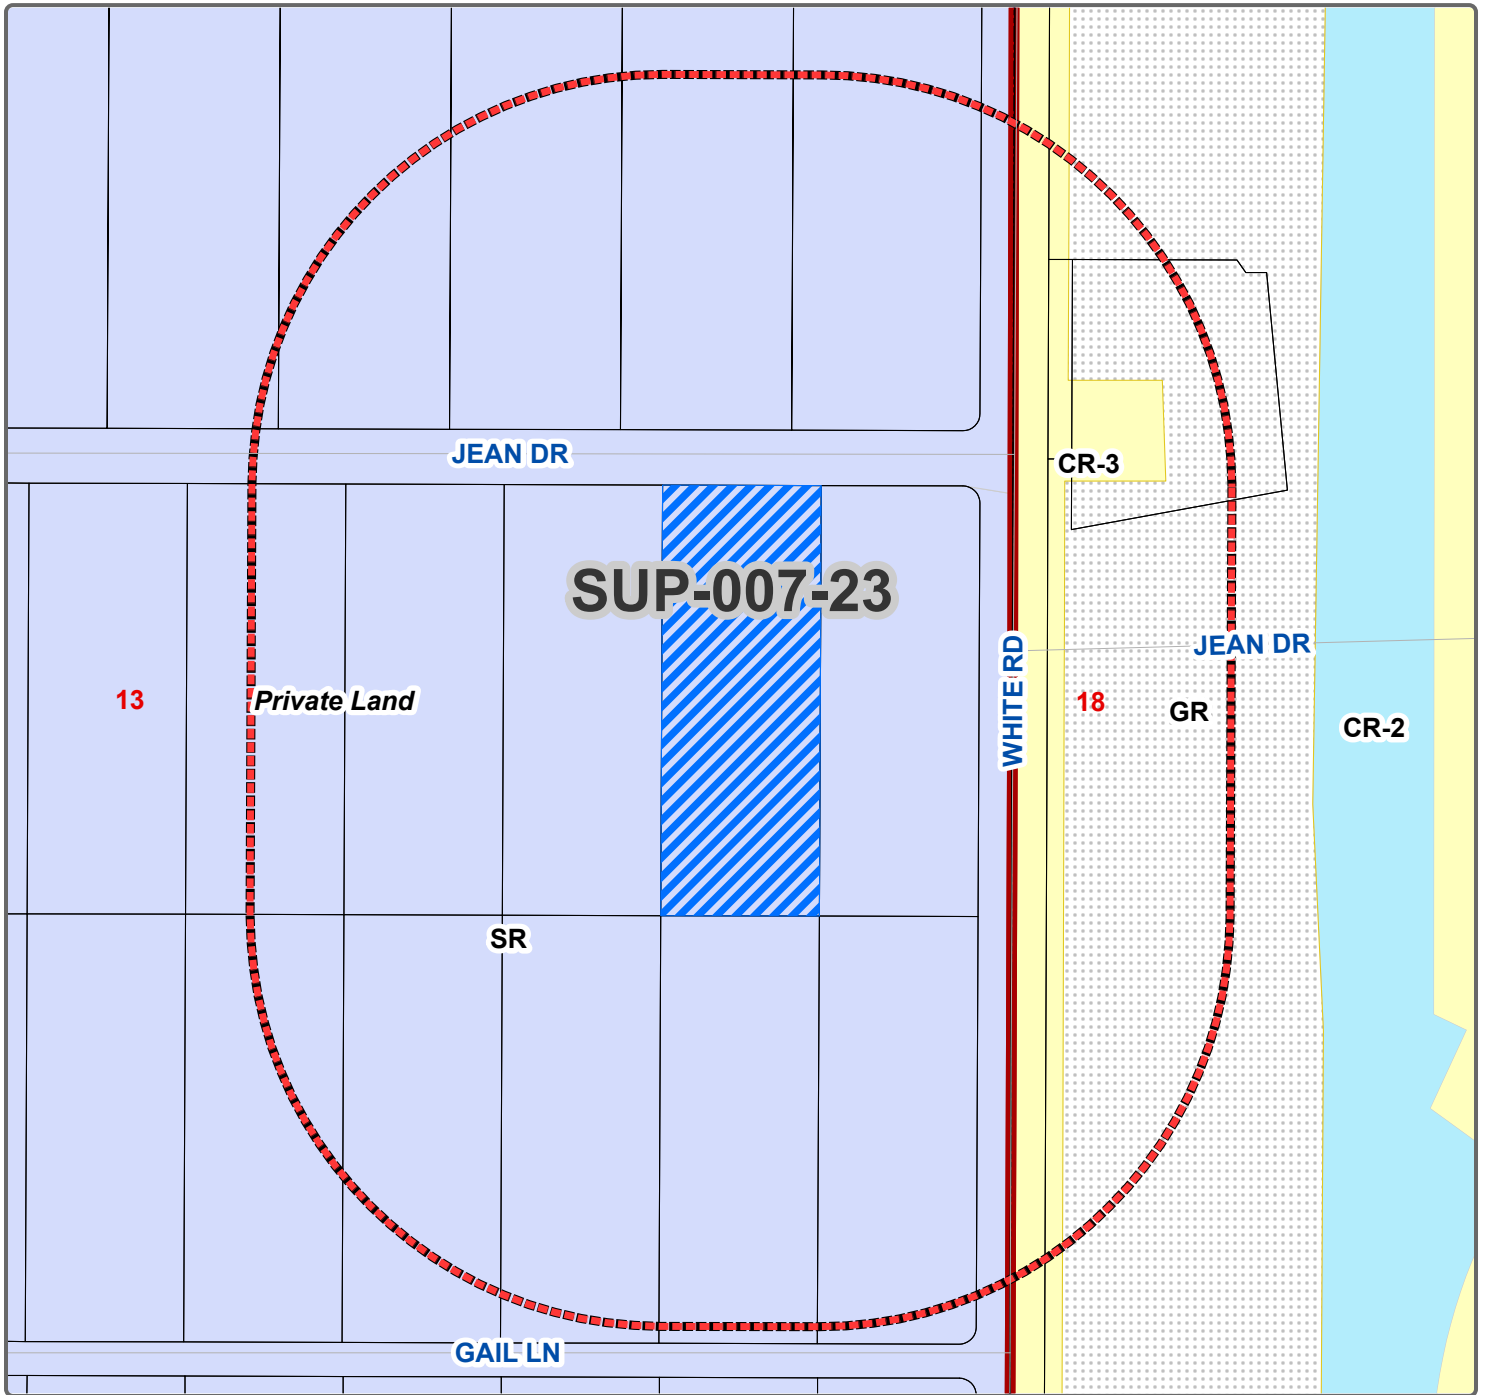 JEAN DR
CR-3
SUP-007-23
JEAN DR
WHITE RD
13
Private Land
18
GR
CR-2
SR
GAIL LN